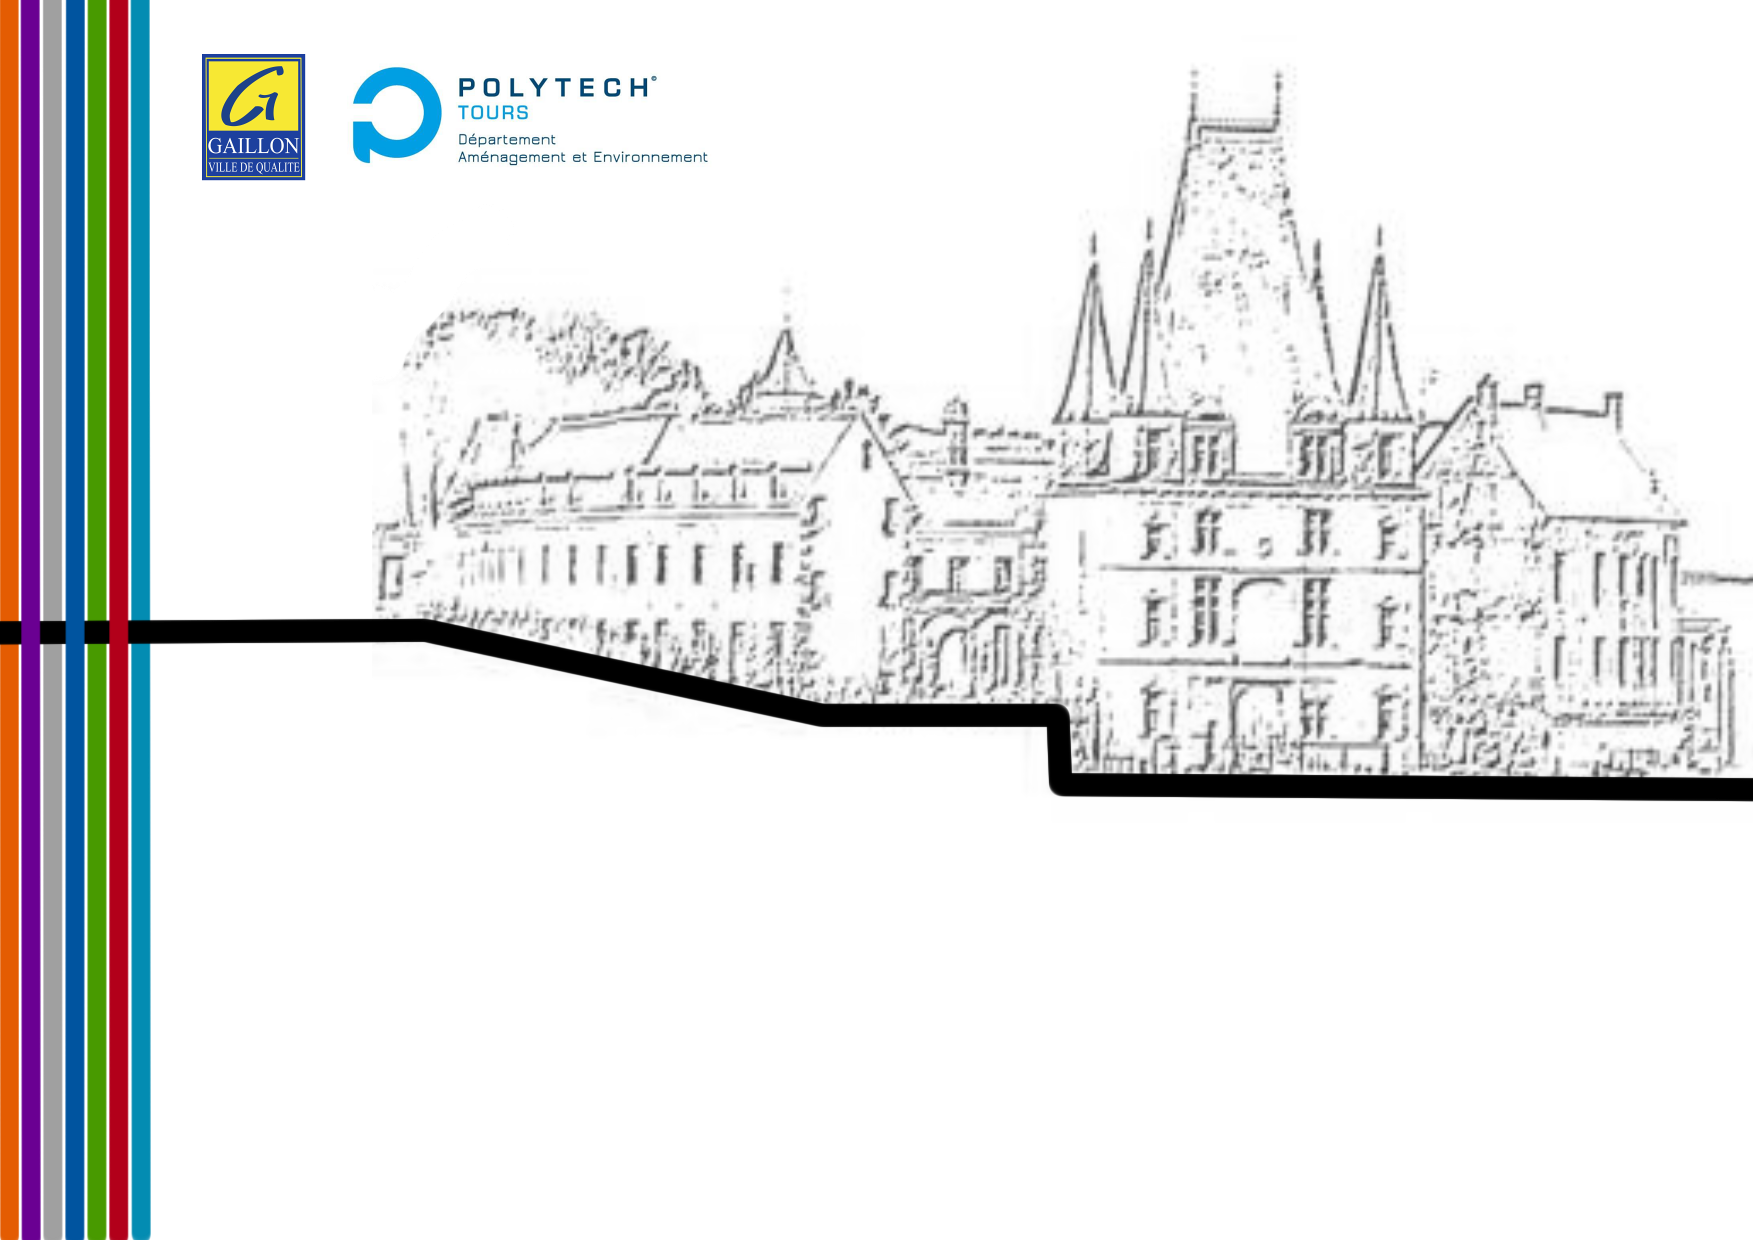 G
GAILLON
VILLE DE QUALITE
POLYTECH®
TOURS
Département
Aménagement et Environnement